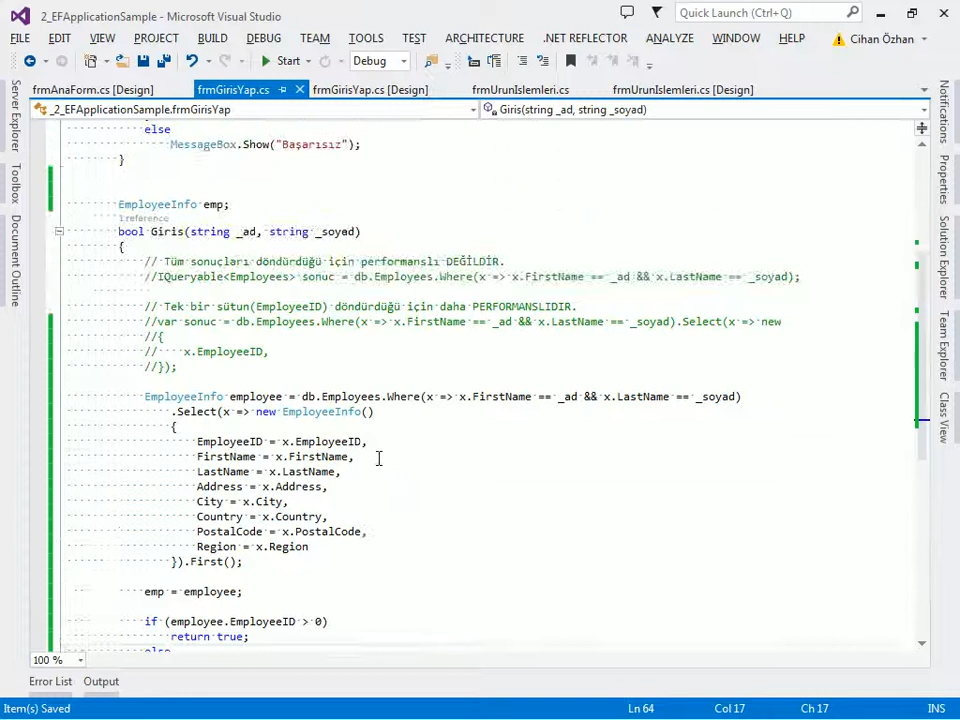 2_EFApplicationSample - Microsoft Visual Studio
Quick Launch (Ctrl+Q)
FILE EDIT VIEW PROJECT BUILD DEBUG TEAM TOOLS TEST ARCHITECTURE .NET REFLECTOR ANALYZE WINDOW HELP Cihan Özhan
Start Debug
frmAnaForm.cs [Design] frmGirisYap.cs frmGirisYap.cs [Design] frmUrunIslemleri.cs frmUrunIslemleri.cs [Design]
_2_EFApplicationSample.frmGirisYap Giris(string _ad, string _soyad)
Server Explorer
Toolbox
Document Outline
else
MessageBox.Show("Başarısız");
}
EmployeeInfo emp;
1 reference
bool Giris(string _ad, string _soyad)
{
// Tüm sonuçları döndürdüğü için performanslı DEĞİLDİR.
//IQueryable<Employees> sonuc = db.Employees.Where(x => x.FirstName == _ad && x.LastName == _soyad);
// Tek bir sütun(EmployeeID) döndürdüğü için daha PERFORMANSLIDIR.
//var sonuc = db.Employees.Where(x => x.FirstName == _ad && x.LastName == _soyad).Select(x => new
//{
// x.EmployeeID,
//});
EmployeeInfo employee = db.Employees.Where(x => x.FirstName == _ad && x.LastName == _soyad)
.Select(x => new EmployeeInfo()
{
EmployeeID = x.EmployeeID,
FirstName = x.FirstName,
LastName = x.LastName,
Address = x.Address,
City = x.City,
Country = x.Country,
PostalCode = x.PostalCode,
Region = x.Region
}).First();
emp = employee;
if (employee.EmployeeID > 0)
return true;
else
Notifications
Properties
Solution Explorer
Team Explorer
Class View
100 %
Error List Output
Item(s) Saved Ln 64 Col 17 Ch 17 INS